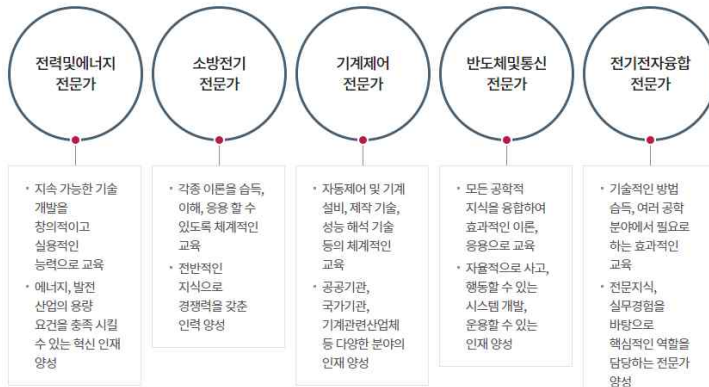 전력및에너지
전문가
소방전기
전문가
기계제어
전문가
반도체및통신
전문가
전기전자융합
전문가
• 지속 가능한 기술
개발을
창의적이고
실용적인
능력으로 교육
• 에너지, 발전
산업의 용량
요건을 충족 시킬
수 있는 혁신 인재
양성
• 각종 이론을 습득,
이해, 응용 할 수
있도록 체계적인
교육
• 전반적인
지식으로
경쟁력을 갖춘
인력 양성
• 자동제어 및 기계
설비, 제작 기술,
성능 해석 기술
등의 체계적인
교육
• 공공기관,
국가기관,
기계관련산업체
등 다양한 분야의
인재 양성
• 모든 공학적
지식을 융합하여
효과적인 이론,
응용으로 교육
• 자율적으로 사고,
행동할 수 있는
시스템 개발,
운용할 수 있는
인재 양성
• 기술적인 방법
습득, 여러 공학
분야에서 필요로
하는 효과적인
교육
• 전문지식,
실무경험을
바탕으로
핵심적인 역할을
담당하는 전문가
양성